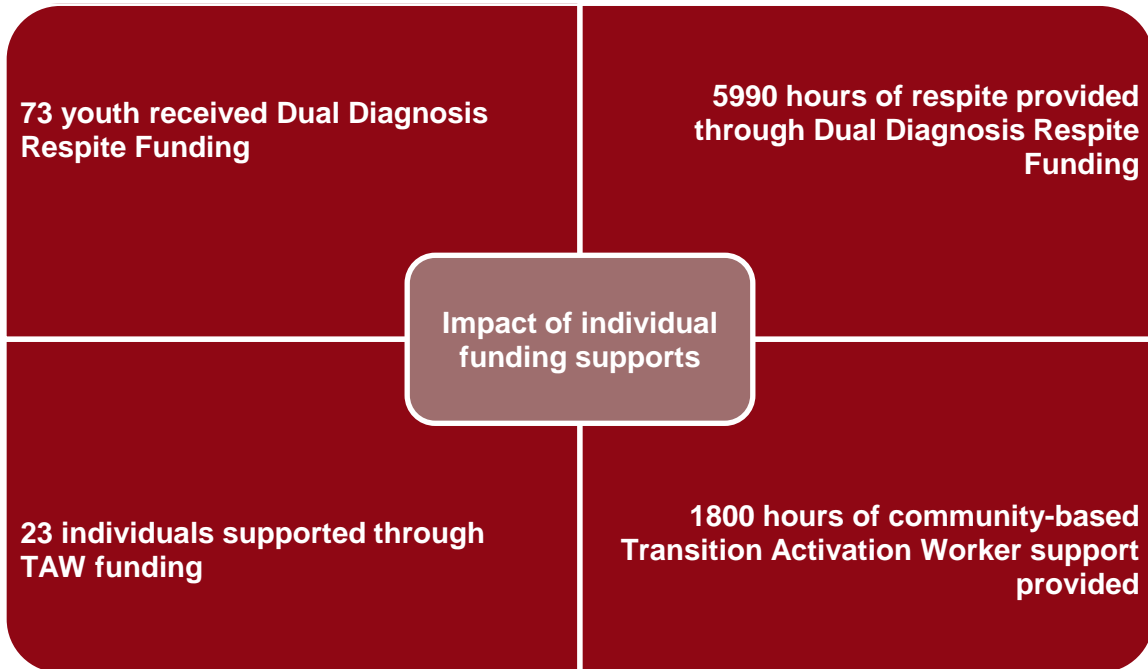 73 youth received Dual Diagnosis
Respite Funding
5990 hours of respite provided
through Dual Diagnosis Respite
Funding
Impact of individual
funding supports
23 individuals supported through
TAW funding
1800 hours of community-based
Transition Activation Worker support
provided